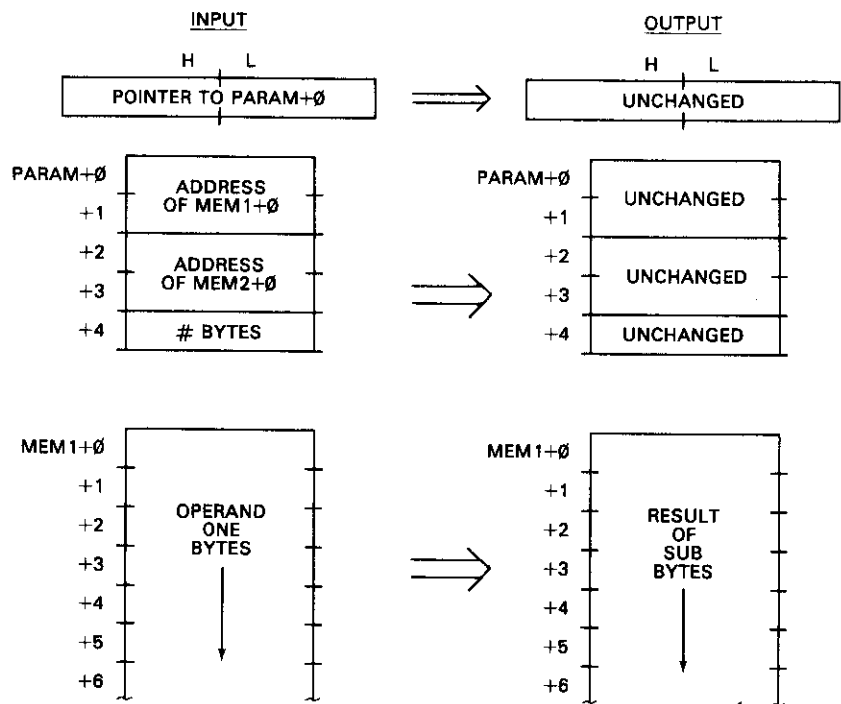 INPUT
OUTPUT
H L
H L
POINTER TO PARAM+Ø
UNCHANGED
PARAM+Ø
+1
+2
+3
+4
ADDRESS
OF MEM1+Ø
ADDRESS
OF MEM2+Ø
# BYTES
PARAM+Ø
+1
+2
+3
+4
UNCHANGED
UNCHANGED
UNCHANGED
MEM1+Ø
+1
+2
+3
+4
+5
+6
OPERAND
ONE
BYTES
MEM1+Ø
+1
+2
+3
+4
+5
+6
RESULT
OF
SUB
BYTES